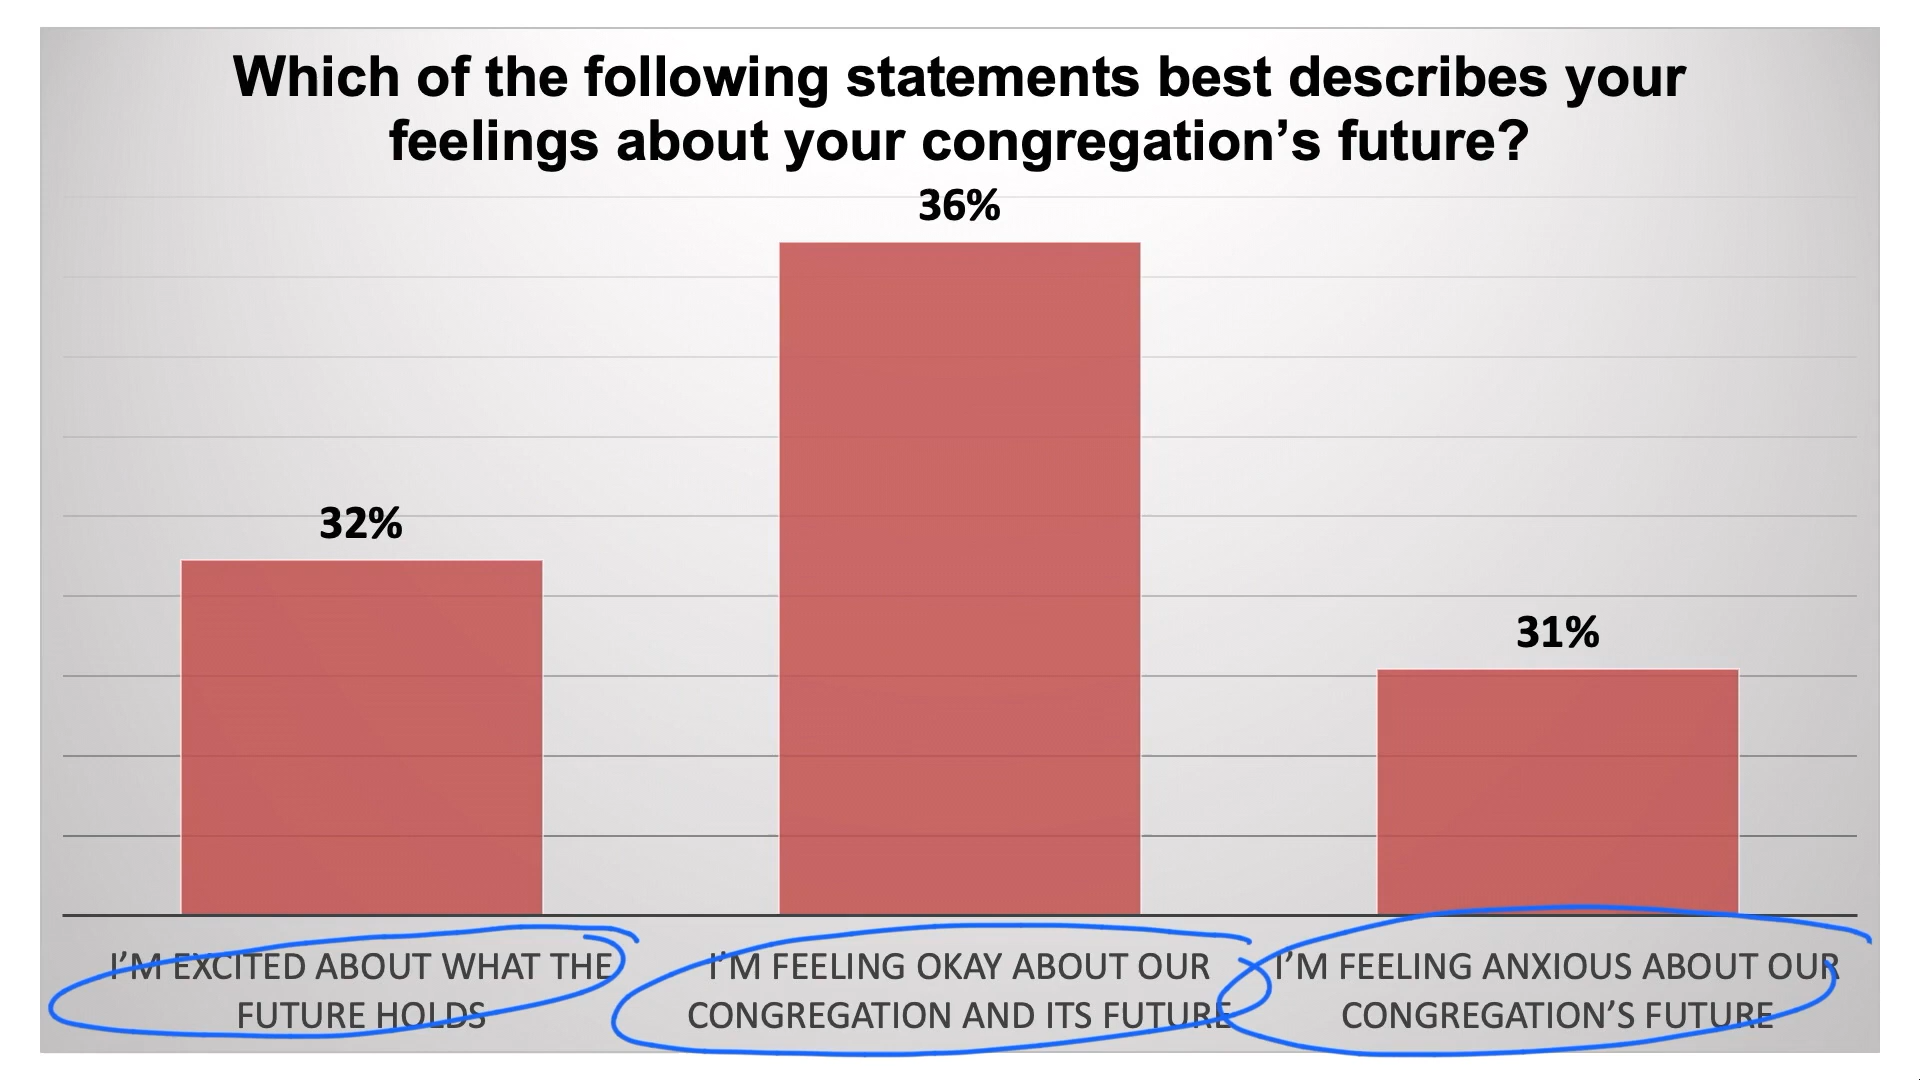 Which of the following statements best describes your
feelings about your congregation’s future?
36%
32%
31%
I’M EXCITED ABOUT WHAT THE
FUTURE HOLDS
I’M FEELING OKAY ABOUT OUR
CONGREGATION AND ITS FUTURE
I’M FEELING ANXIOUS ABOUT OUR
CONGREGATION’S FUTURE